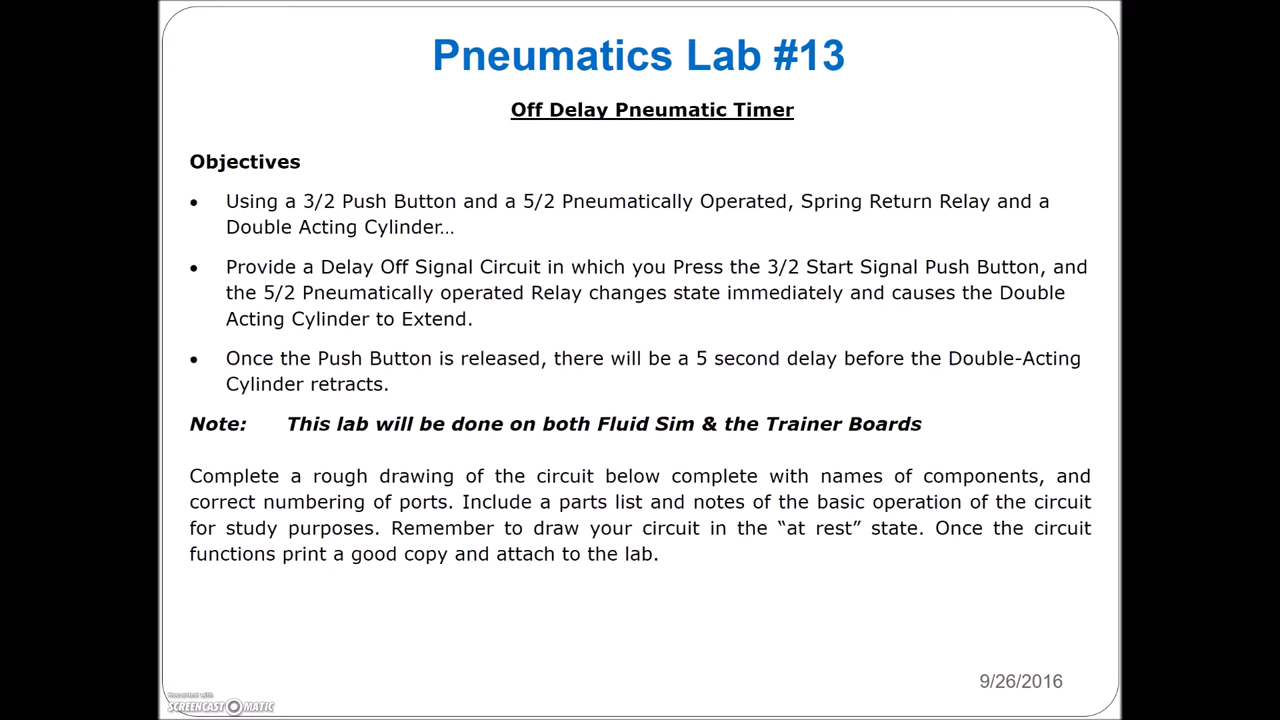 Pneumatics Lab #13
Off Delay Pneumatic Timer
Objectives
• Using a 3/2 Push Button and a 5/2 Pneumatically Operated, Spring Return Relay and a
Double Acting Cylinder...
• Provide a Delay Off Signal Circuit in which you Press the 3/2 Start Signal Push Button, and
the 5/2 Pneumatically operated Relay changes state immediately and causes the Double
Acting Cylinder to Extend.
• Once the Push Button is released, there will be a 5 second delay before the Double-Acting
Cylinder retracts.
Note: This lab will be done on both Fluid Sim & the Trainer Boards
Complete a rough drawing of the circuit below complete with names of components, and
correct numbering of ports. Include a parts list and notes of the basic operation of the circuit
for study purposes. Remember to draw your circuit in the “at rest” state. Once the circuit
functions print a good copy and attach to the lab.
9/26/2016
Recorded with
SCREENCAST-O-MATIC